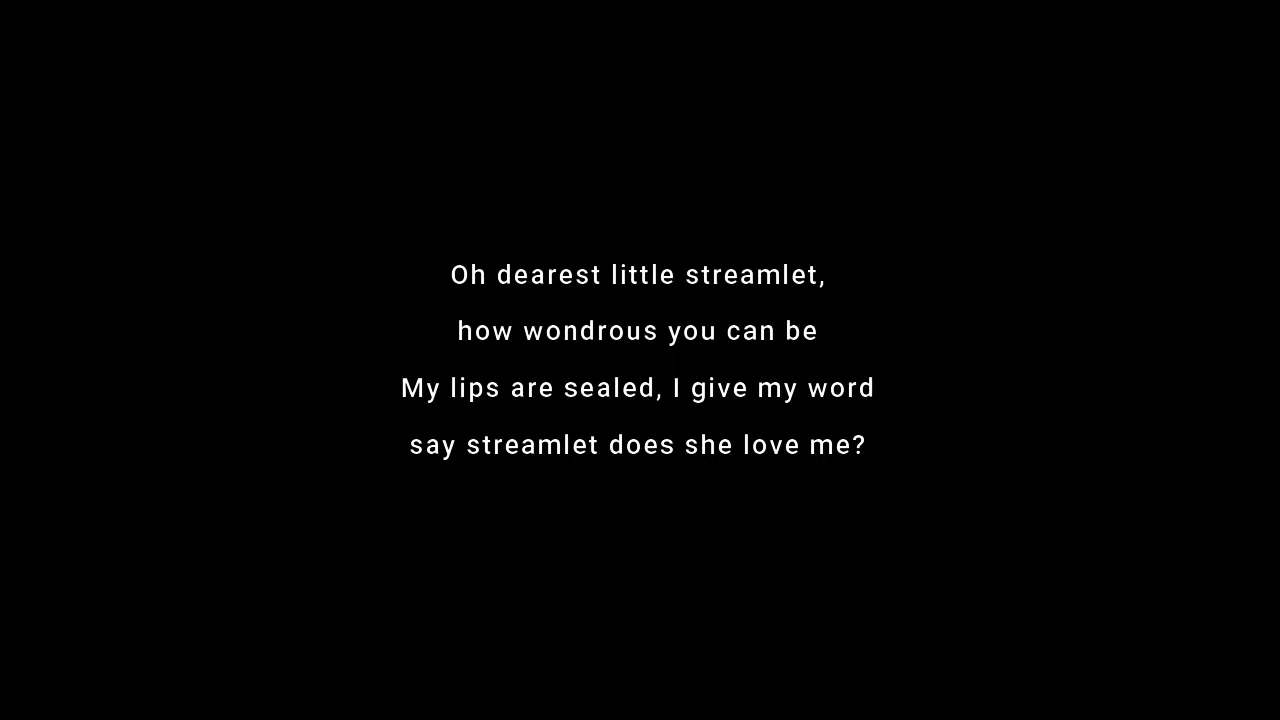 Oh dearest little streamlet,
how wondrous you can be
My lips are sealed, I give my word
say streamlet does she love me?